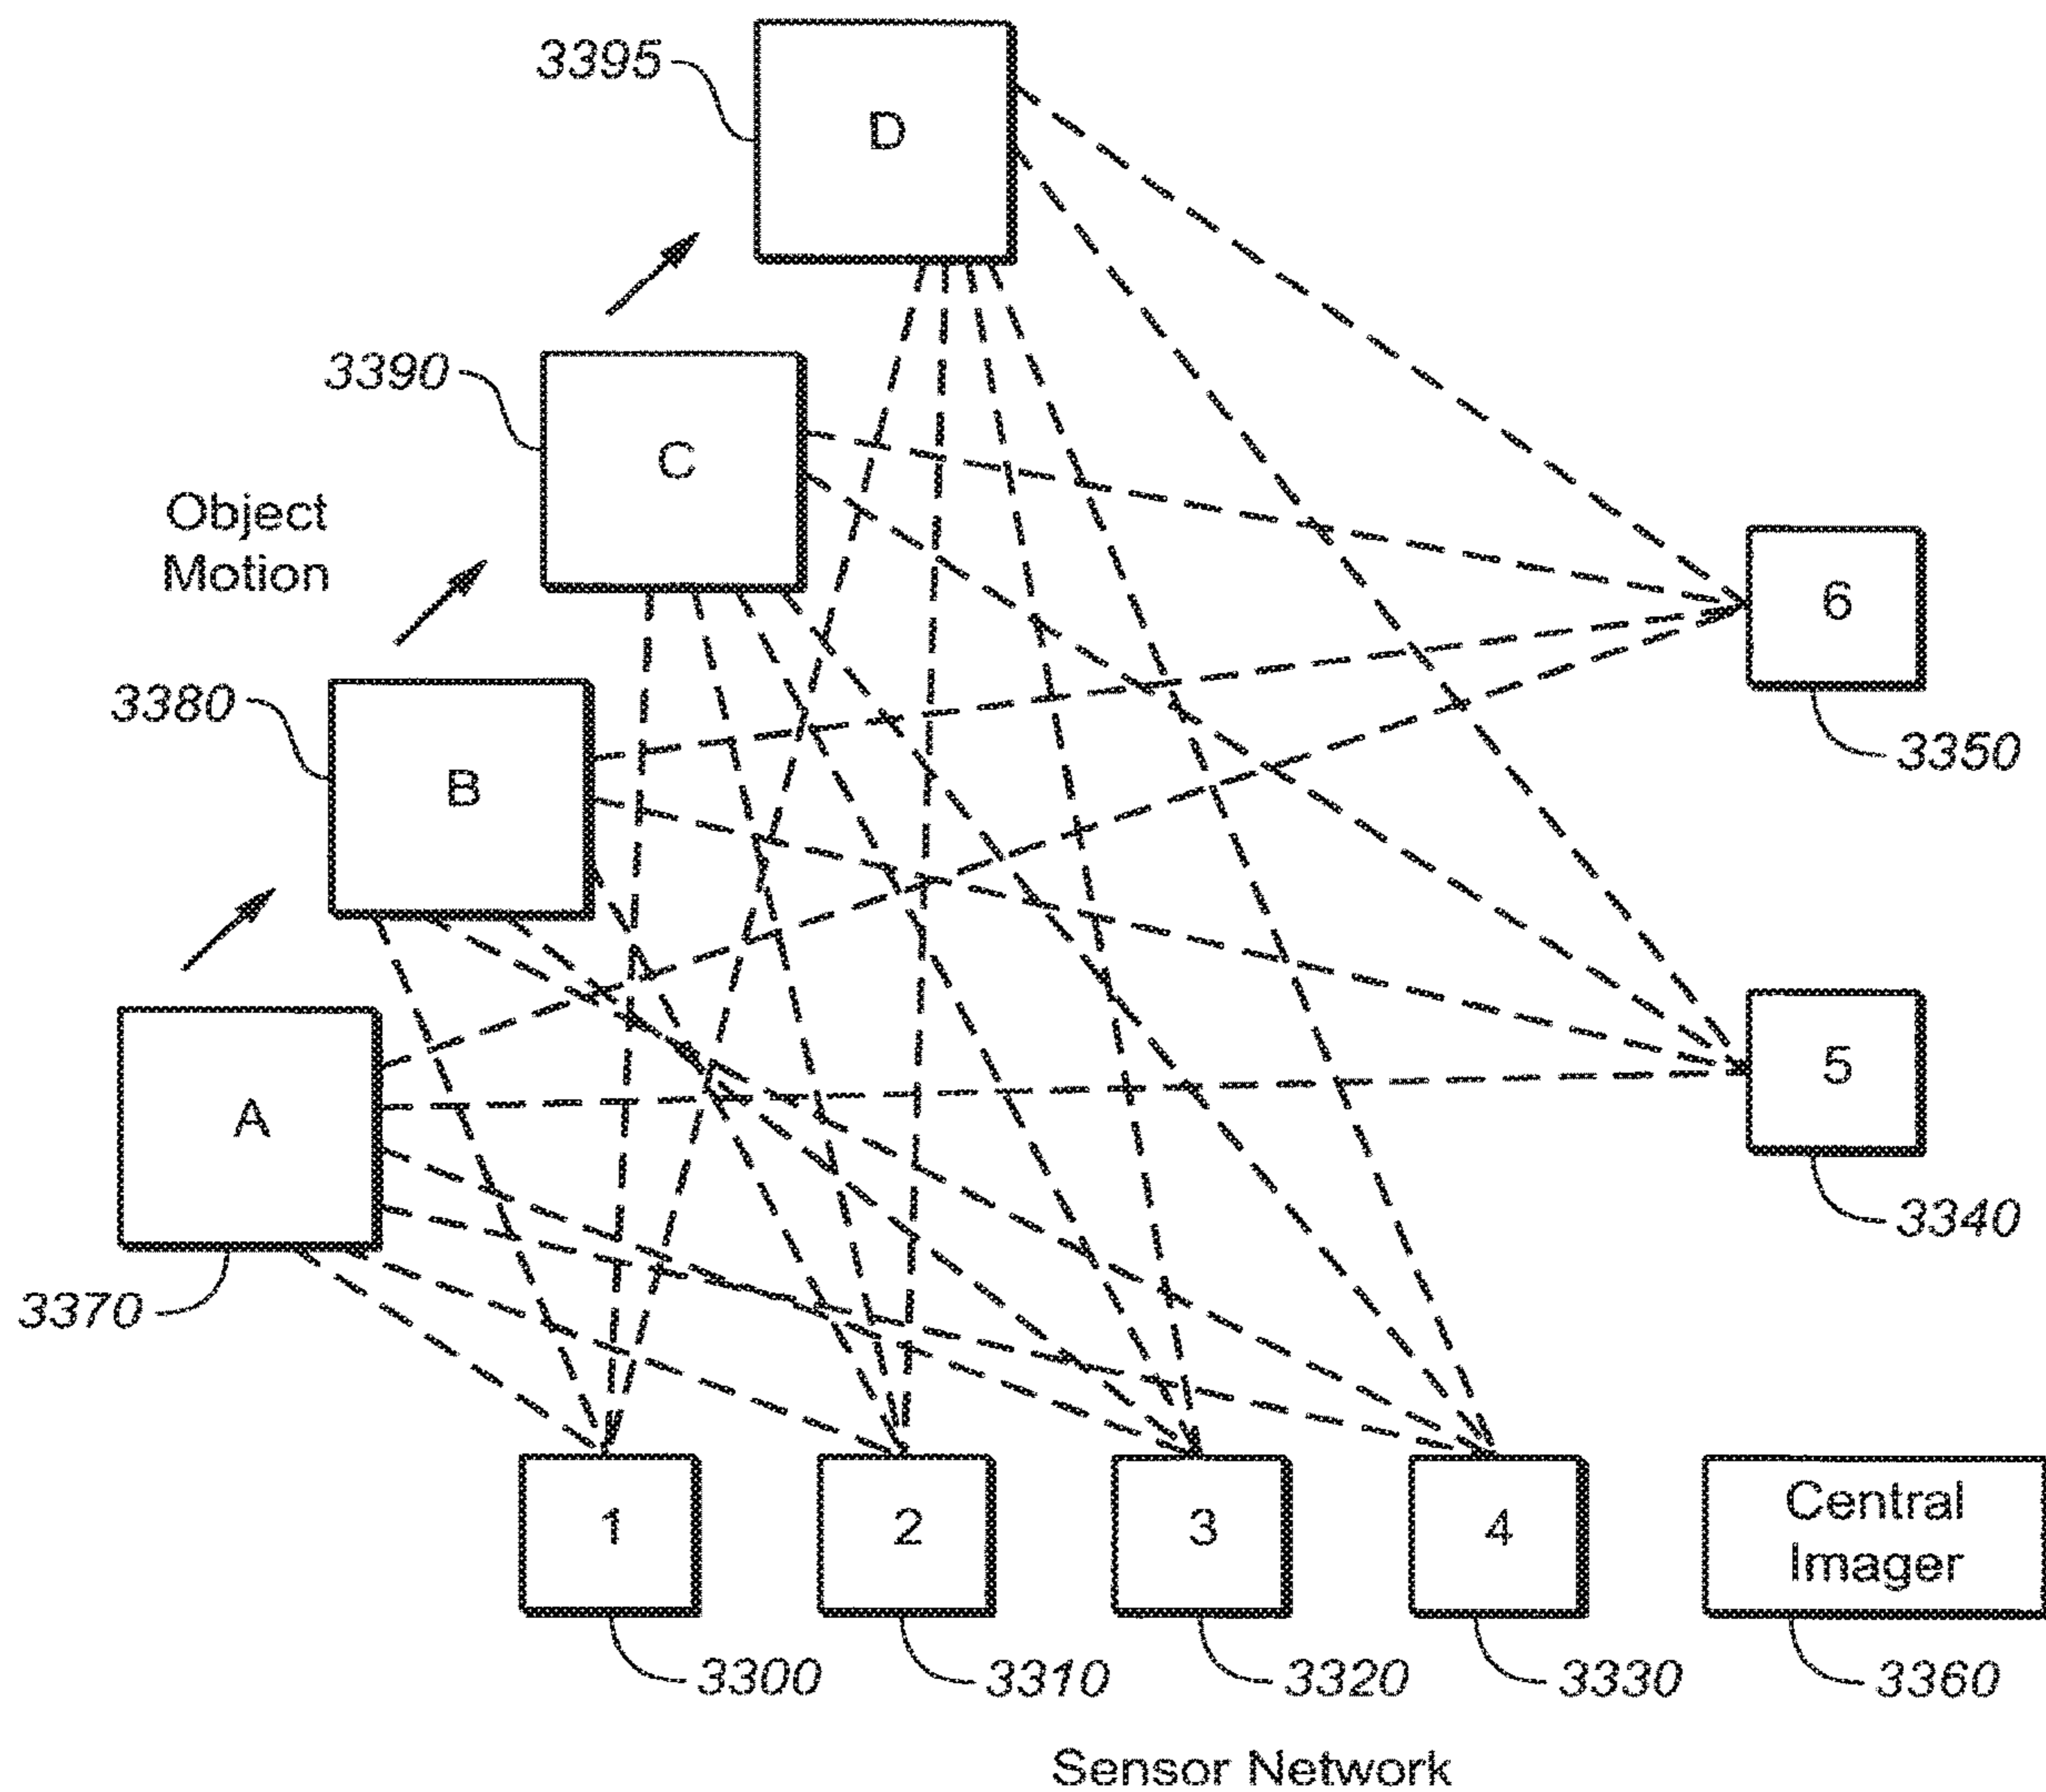 3395
D
3390
C
Object
Motion
6
3380
B
3350
5
A
3340
3370
1
2
3
4
Central
Imager
3300
3310
3320
3330
3360
Sensor Network